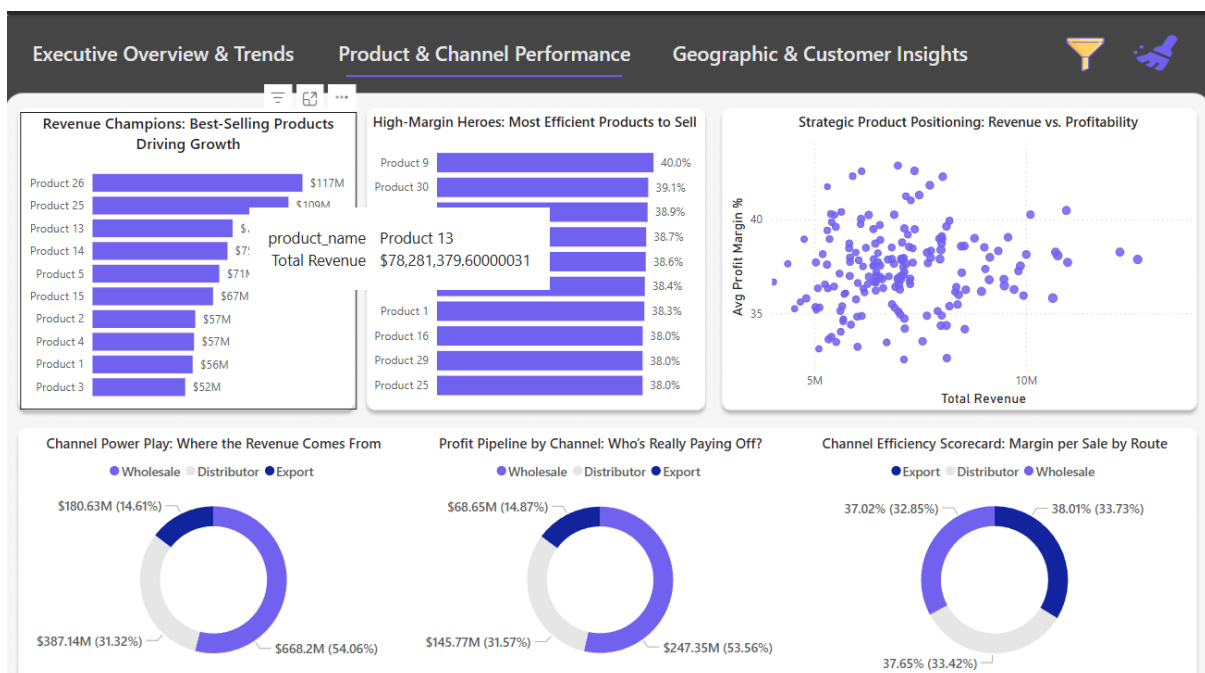 Executive Overview & Trends
Product & Channel Performance
Geographic & Customer Insights
Revenue Champions: Best-Selling Products
Driving Growth
Product 26
$117M
Product 25
$109M
Product 13
Product 14
Product 5
Product 15
$67M
Product 2
$57M
Product 4
$57M
Product 1
$56M
Product 3
$52M
product_name Product 13
Total Revenue $78,281,379.60000031
High-Margin Heroes: Most Efficient Products to Sell
Product 9
40.0%
Product 30
39.1%
38.9%
38.7%
38.6%
38.4%
Product 1
38.3%
Product 16
38.0%
Product 29
38.0%
Product 25
38.0%
Strategic Product Positioning: Revenue vs. Profitability
Avg Profit Margin %
40
35
5M
10M
Total Revenue
Channel Power Play: Where the Revenue Comes From
Wholesale Distributor Export
$180.63M (14.61%)
$387.14M (31.32%)
$668.2M (54.06%)
Profit Pipeline by Channel: Who's Really Paying Off?
Wholesale Distributor Export
$68.65M (14.87%)
$145.77M (31.57%)
$247.35M (53.56%)
Channel Efficiency Scorecard: Margin per Sale by Route
Export Distributor Wholesale
37.02% (32.85%)
38.01% (33.73%)
37.65% (33.42%)